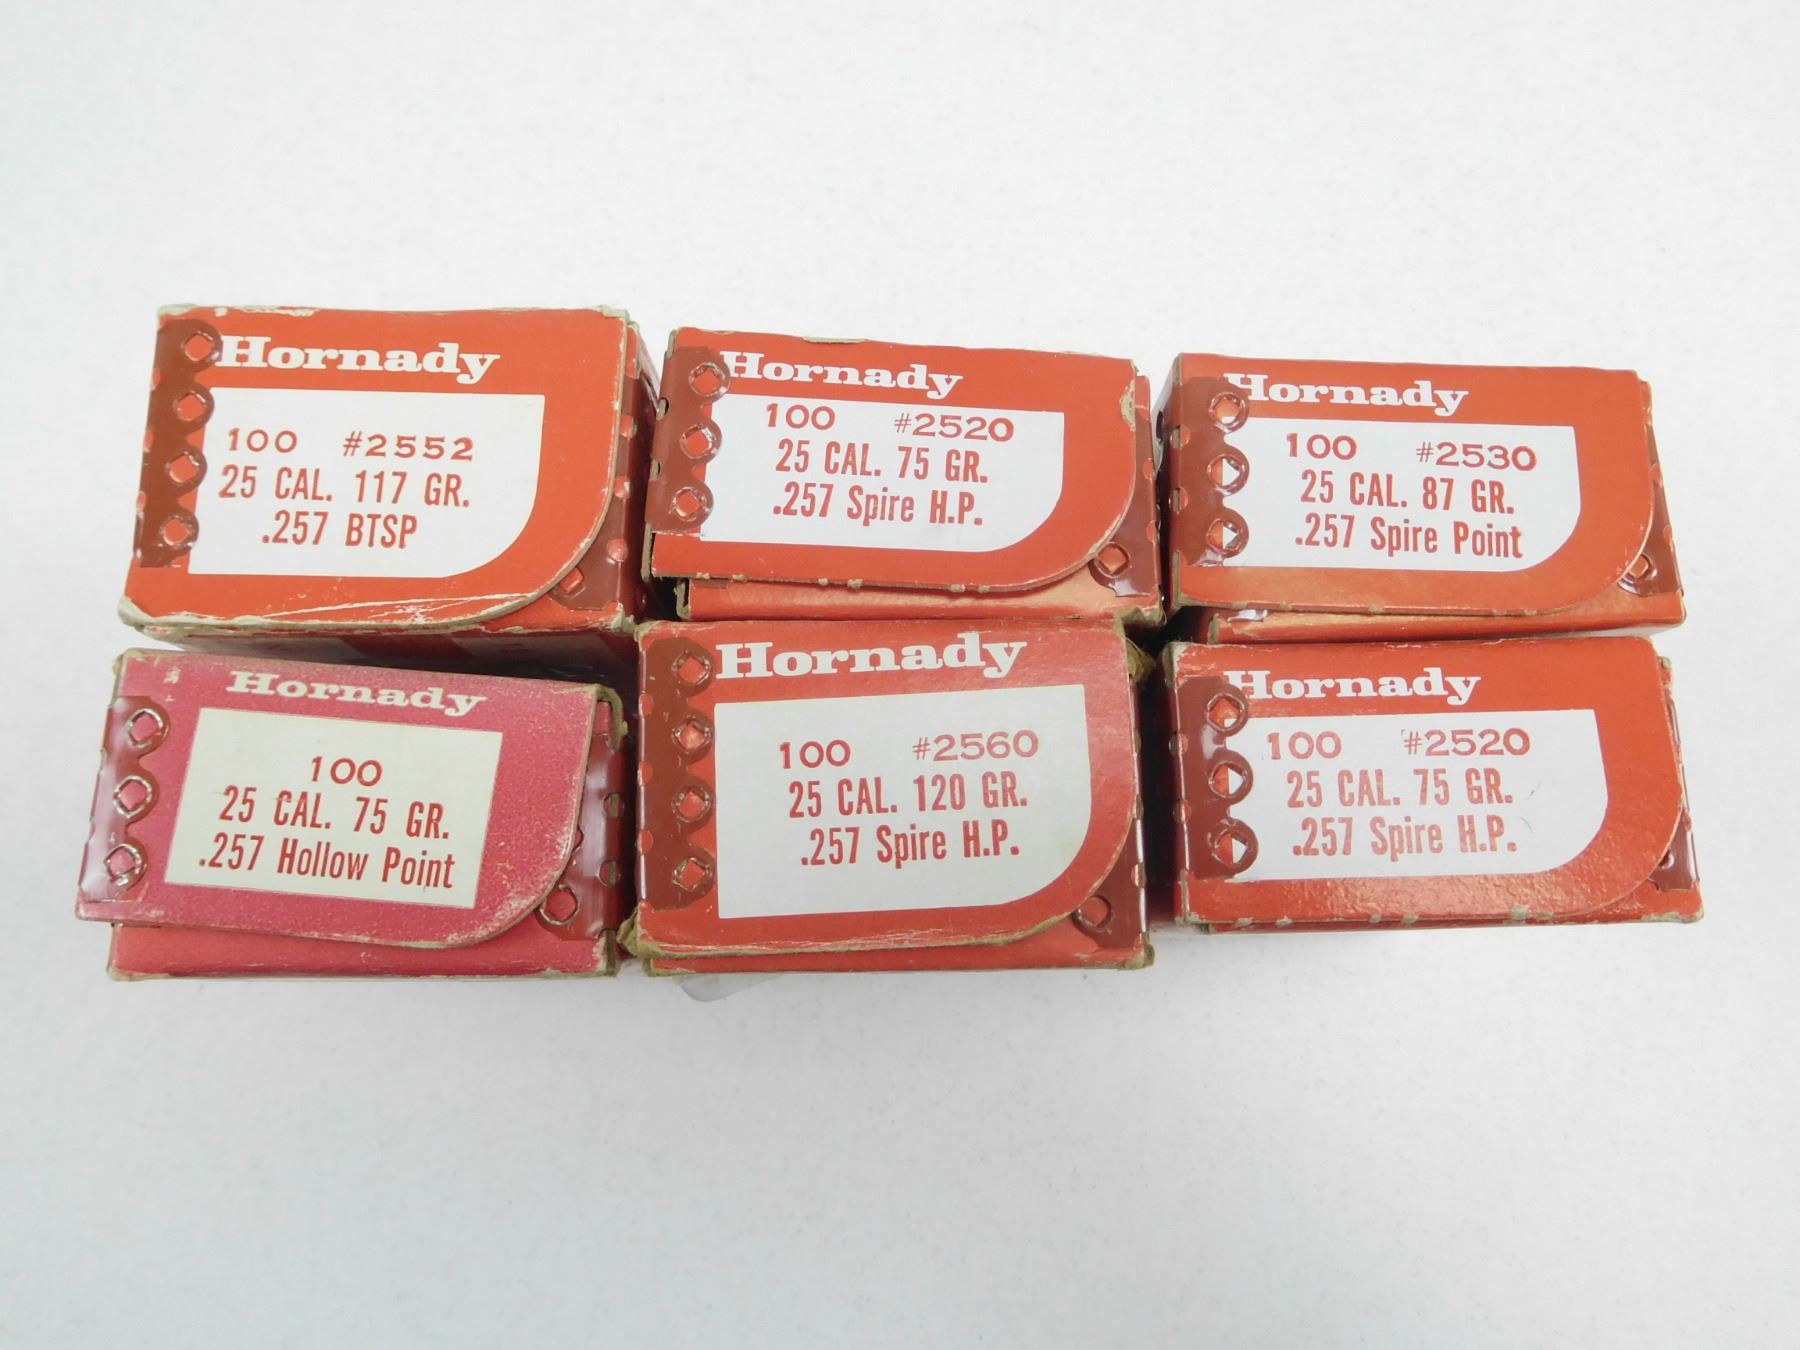 Hornady
100 #2552
25 CAL. 117 GR.
.257 BTSP
Hornady
100 #2520
25 CAL. 75 GR.
.257 Spire H.P.
Hornady
100 #2530
25 CAL. 87 GR.
.257 Spire Point
Hornady
100
25 CAL. 75 GR.
.257 Hollow Point
Hornady
100 #2560
25 CAL. 120 GR.
.257 Spire H.P.
Hornady
100 #2520
25 CAL. 75 GR.
.257 Spire H.P.